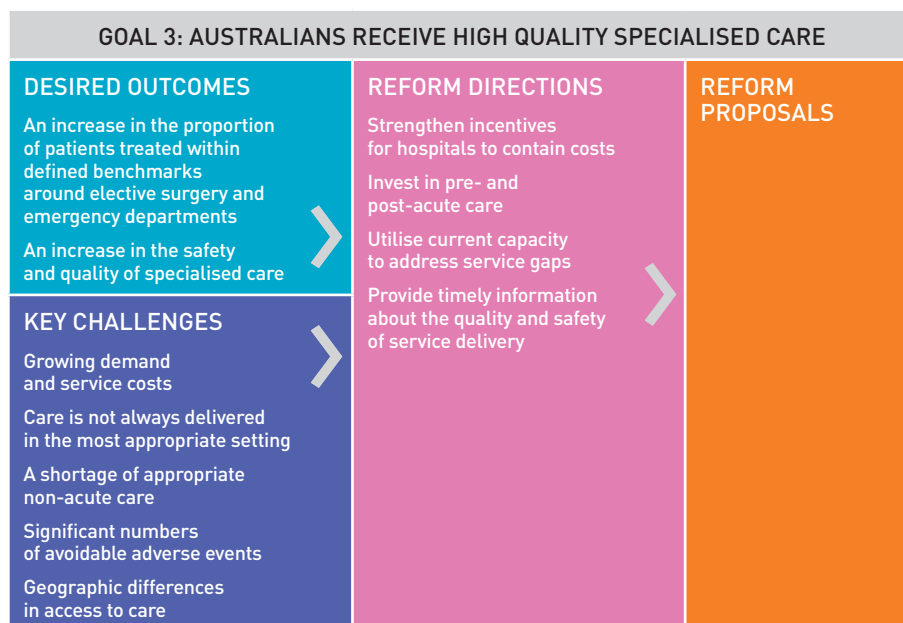 GOAL 3: AUSTRALIANS RECEIVE HIGH QUALITY SPECIALISED CARE
DESIRED OUTCOMES
An increase in the proportion
of patients treated within
defined benchmarks
around elective surgery and
emergency departments
An increase in the safety
and quality of specialised care
KEY CHALLENGES
Growing demand
and service costs
Care is not always delivered
in the most appropriate setting
A shortage of appropriate
non-acute care
Significant numbers
of avoidable adverse events
Geographic differences
in access to care
REFORM DIRECTIONS
Strengthen incentives
for hospitals to contain costs
Invest in pre- and
post-acute care
Utilise current capacity
to address service gaps
Provide timely information
about the quality and safety
of service delivery
REFORM
PROPOSALS